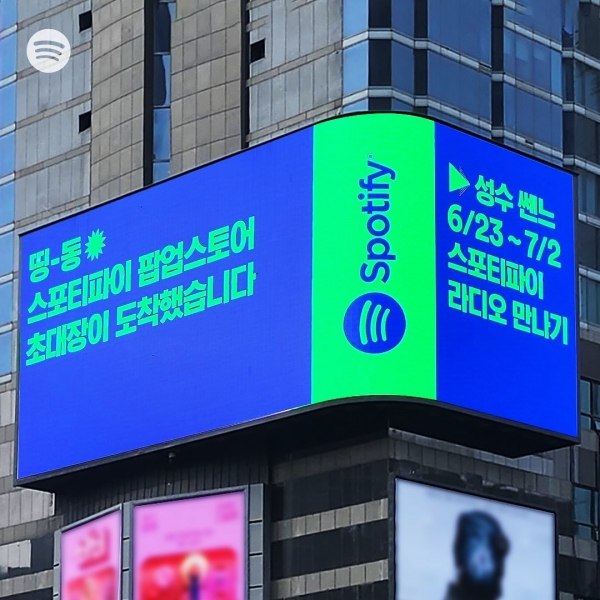 띵-동✸
스포티파이 팝업스토어
초대장이 도착했습니다
Spotify
▶ 성수 쎈느
6/23 ~ 7/2
스포티파이
라디오 만나기